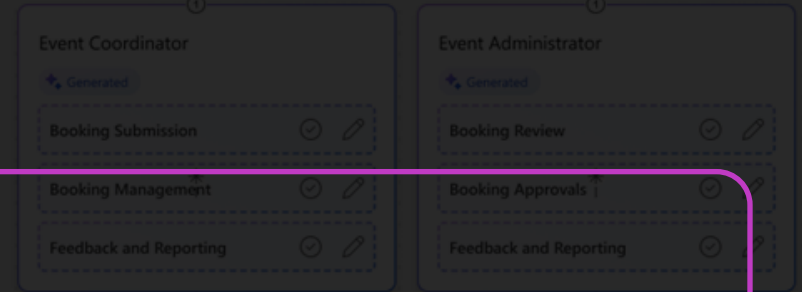 Event Coordinator
Generated
Booking Submission
Booking Management
Feedback and Reporting
Event Administrator
Generated
Booking Review
Booking Approvals
Feedback and Reporting